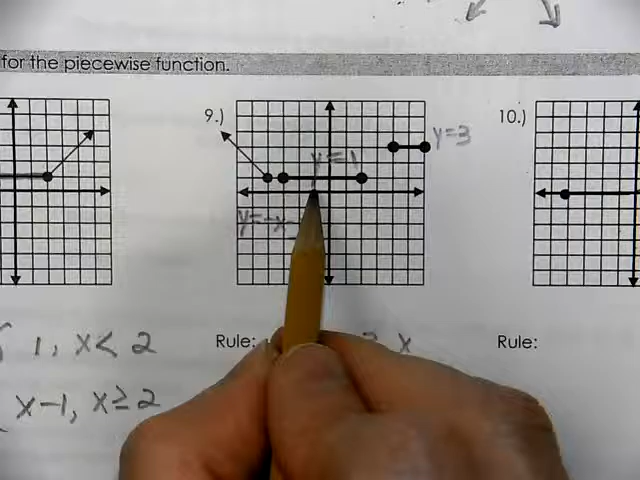 for the piecewise function.
9.)
10.)
y=3
y=1
y=-x-
1, x < 2
Rule:
Rule:
x-1, x ≥ 2